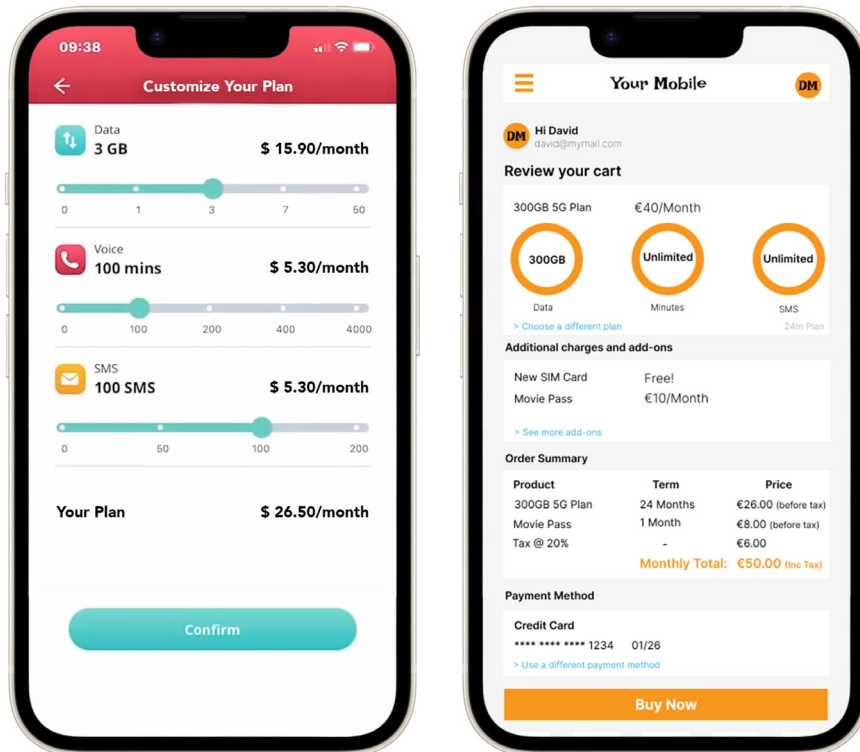 09:38
Customize Your Plan
Data
3 GB
$ 15.90/month
0 1 3 7 50
Voice
100 mins
$ 5.30/month
0 100 200 400 4000
SMS
100 SMS
$ 5.30/month
0 50 100 200
Your Plan $ 26.50/month
Confirm
Your Mobile
DM
DM
Hi David
david@mymail.com
Review your cart
300GB 5G Plan €40/Month
300GB Unlimited Unlimited
Data Minutes SMS
> Choose a different plan 24m Plan
Additional charges and add-ons
New SIM Card Free!
Movie Pass €10/Month
> See more add-ons
Order Summary
Product Term Price
300GB 5G Plan 24 Months €26.00 (before tax)
Movie Pass 1 Month €8.00 (before tax)
Tax @ 20% - €6.00
Monthly Total: €50.00 (Inc Tax)
Payment Method
Credit Card
**** **** **** 1234 01/26
> Use a different payment method
Buy Now